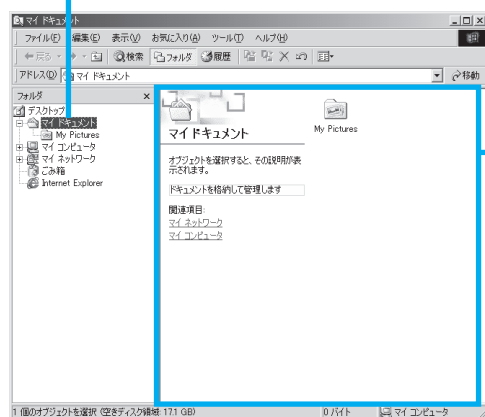 マイ ドキュメント
ファイル(F) 編集(E) 表示(V) お気に入り(A) ツール(T) ヘルプ(H)
戻る 検索 フォルダ 履歴
アドレス(D) マイ ドキュメント 移動
フォルダ ×
デスクトップ
マイ ドキュメント
My Pictures
マイ コンピュータ
マイ ネットワーク
ごみ箱
Internet Explorer
マイ ドキュメント
My Pictures
オブジェクトを選択すると、その説明が表
示されます。
ドキュメントを格納して管理します
関連項目:
マイ ネットワーク
マイ コンピュータ
1 個のオブジェクトを選択 (空きディスク領域: 17.1 GB) 0 バイト マイ コンピュータ